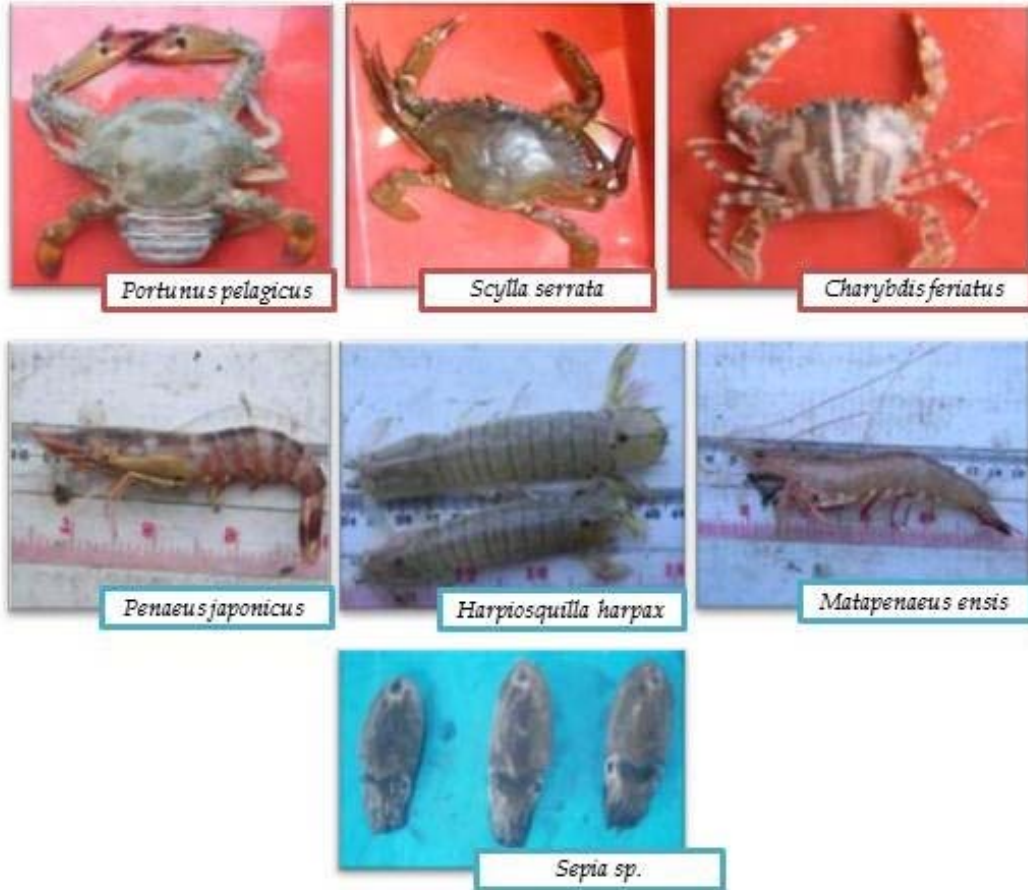 Portunus pelagicus
Scylla serrata
Charybdis feriatus
Penaeus japonicus
Harpiosquilla harpax
Matapenaeus ensis
Sepia sp.